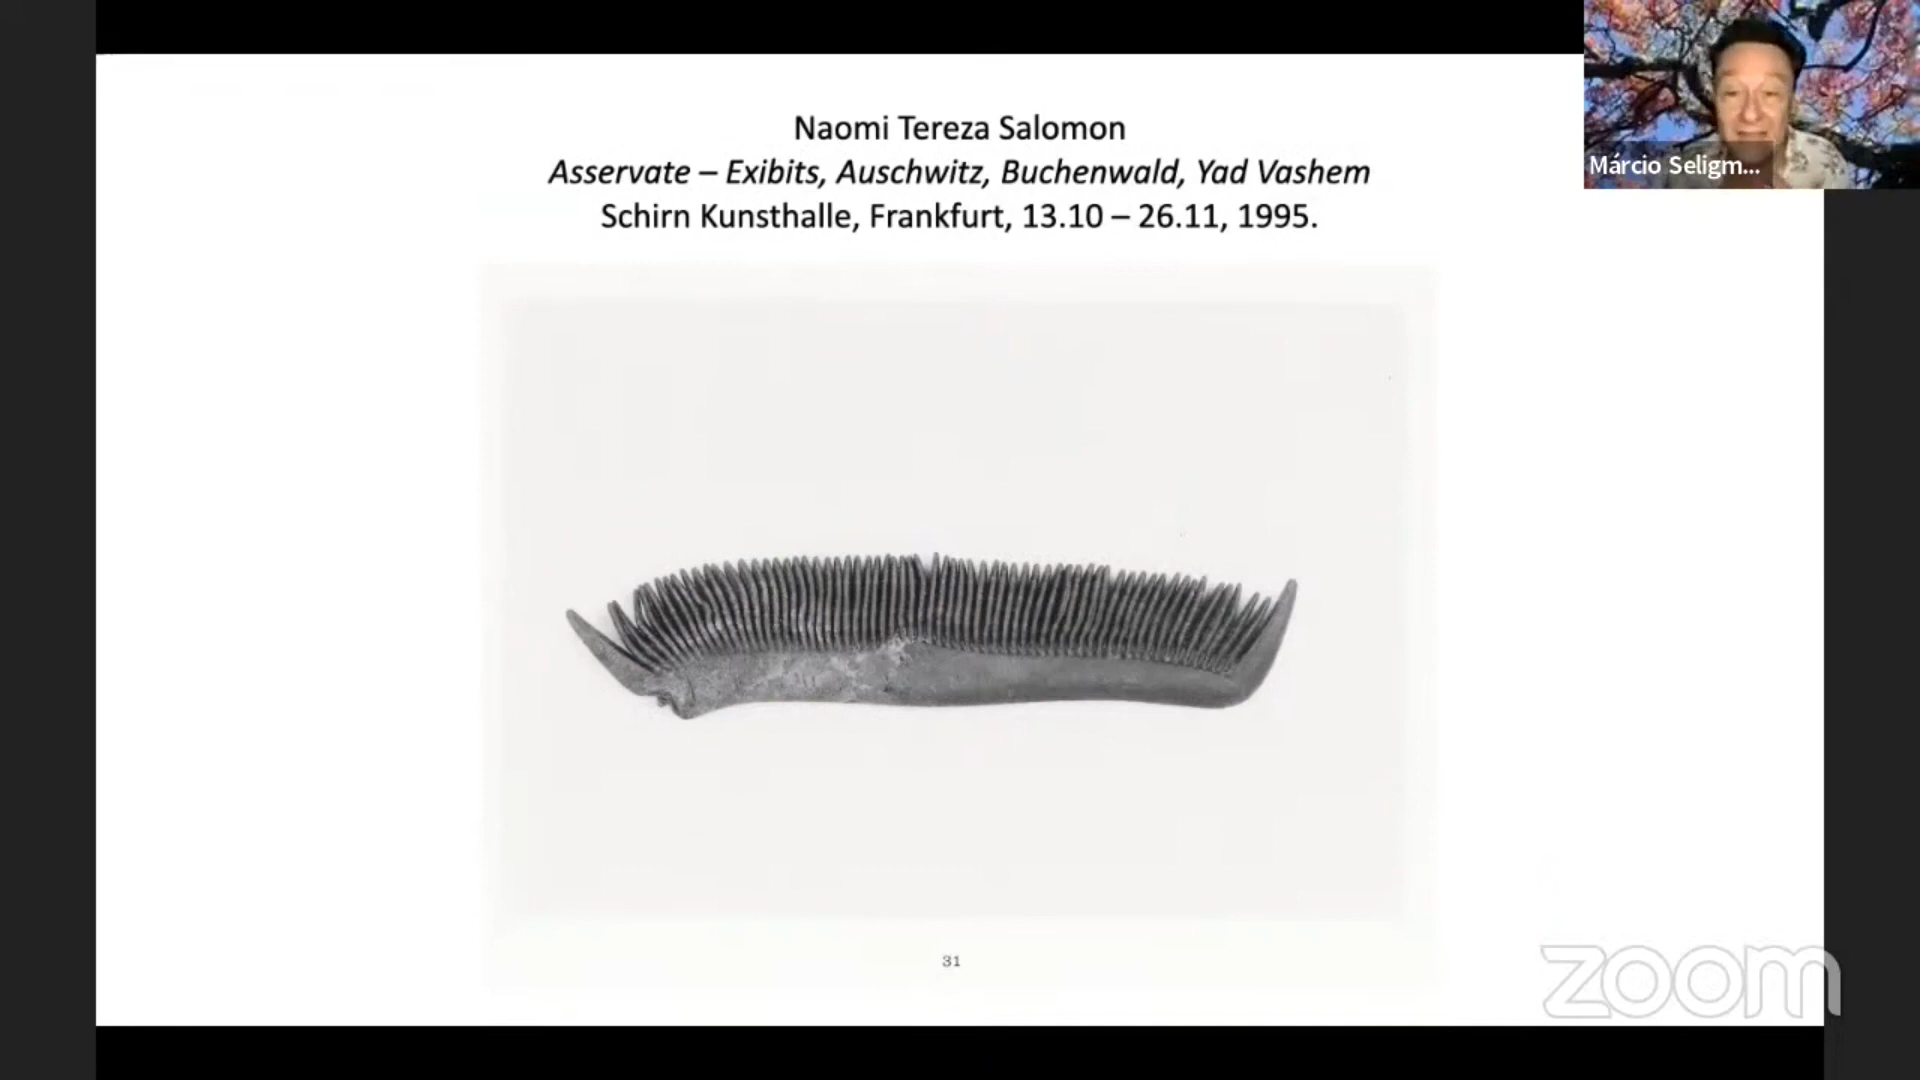 Naomi Tereza Salomon
Asservate – Exibits, Auschwitz, Buchenwald, Yad Vashem
Schirn Kunsthalle, Frankfurt, 13.10 – 26.11, 1995.
Márcio Seligm...
31
zoom